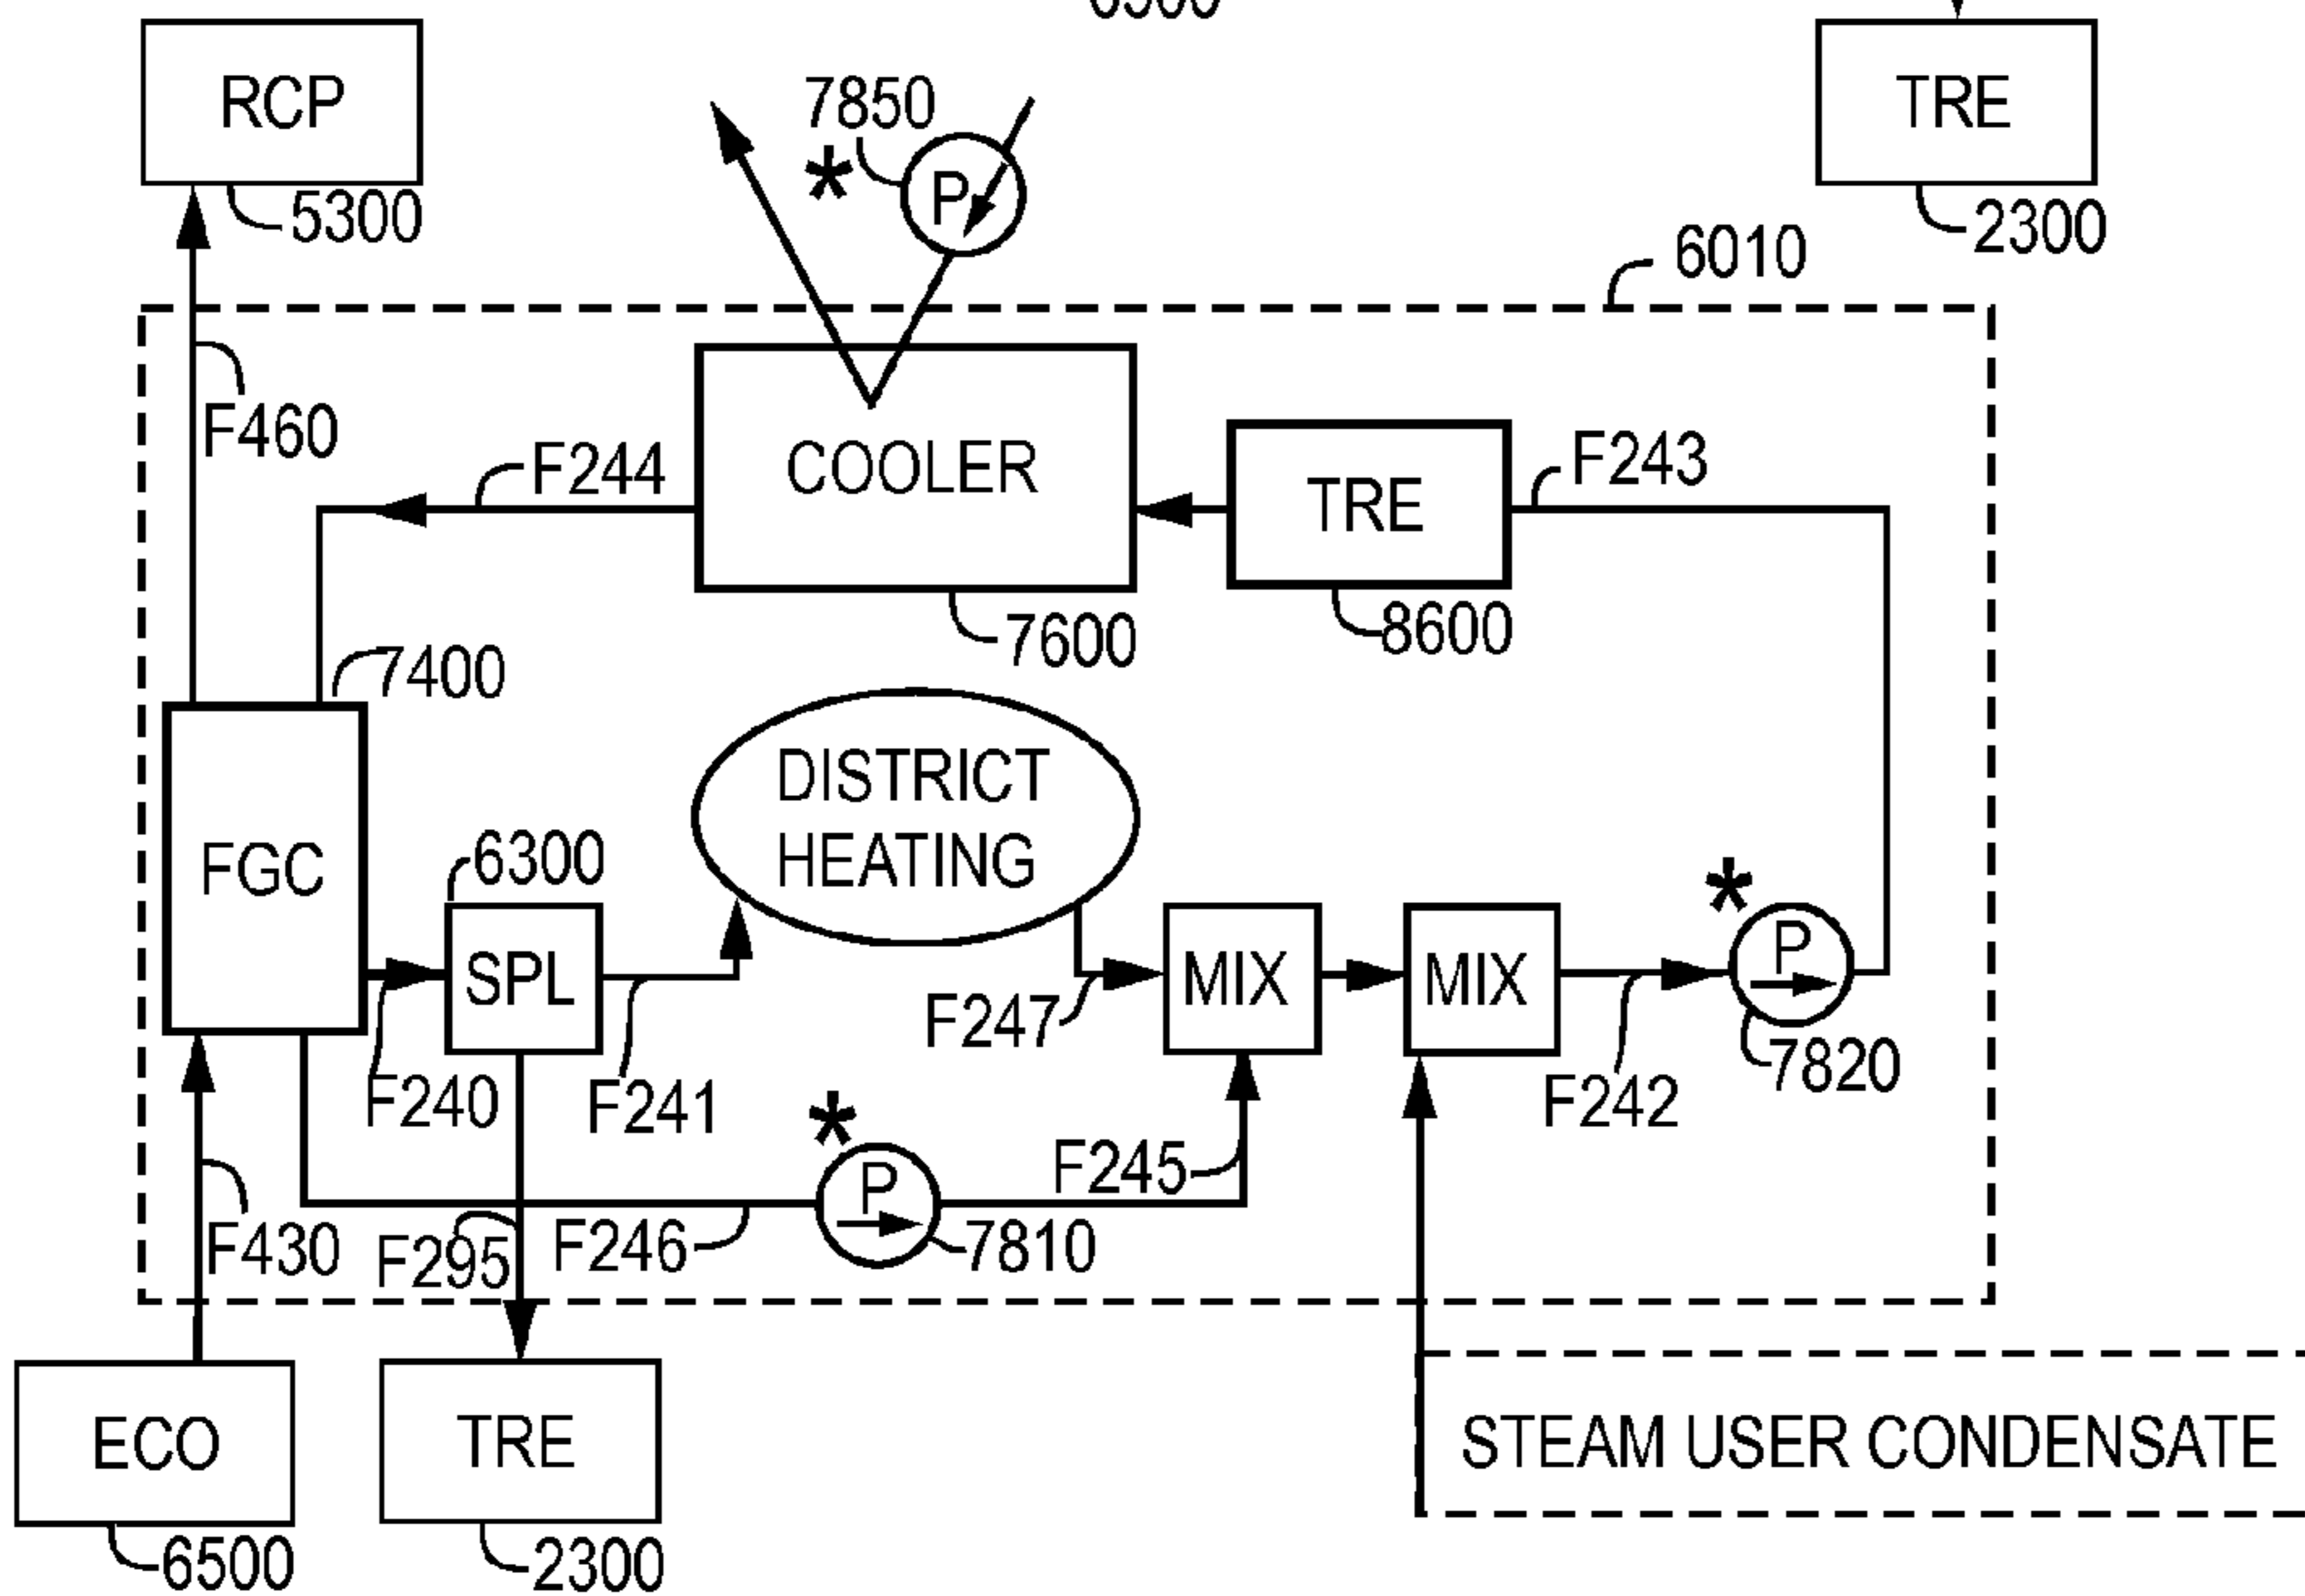 RCP
TRE
7850
*
P
5300
2300
6010
F460
F244
COOLER
TRE
F243
7600
8600
7400
DISTRICT
HEATING
FGC
6300
SPL
MIX
MIX
*
P
F247
7820
F240
F241
F242
*
P
F245
F430
F295
F246
7810
ECO
TRE
STEAM USER CONDENSATE
6500
2300